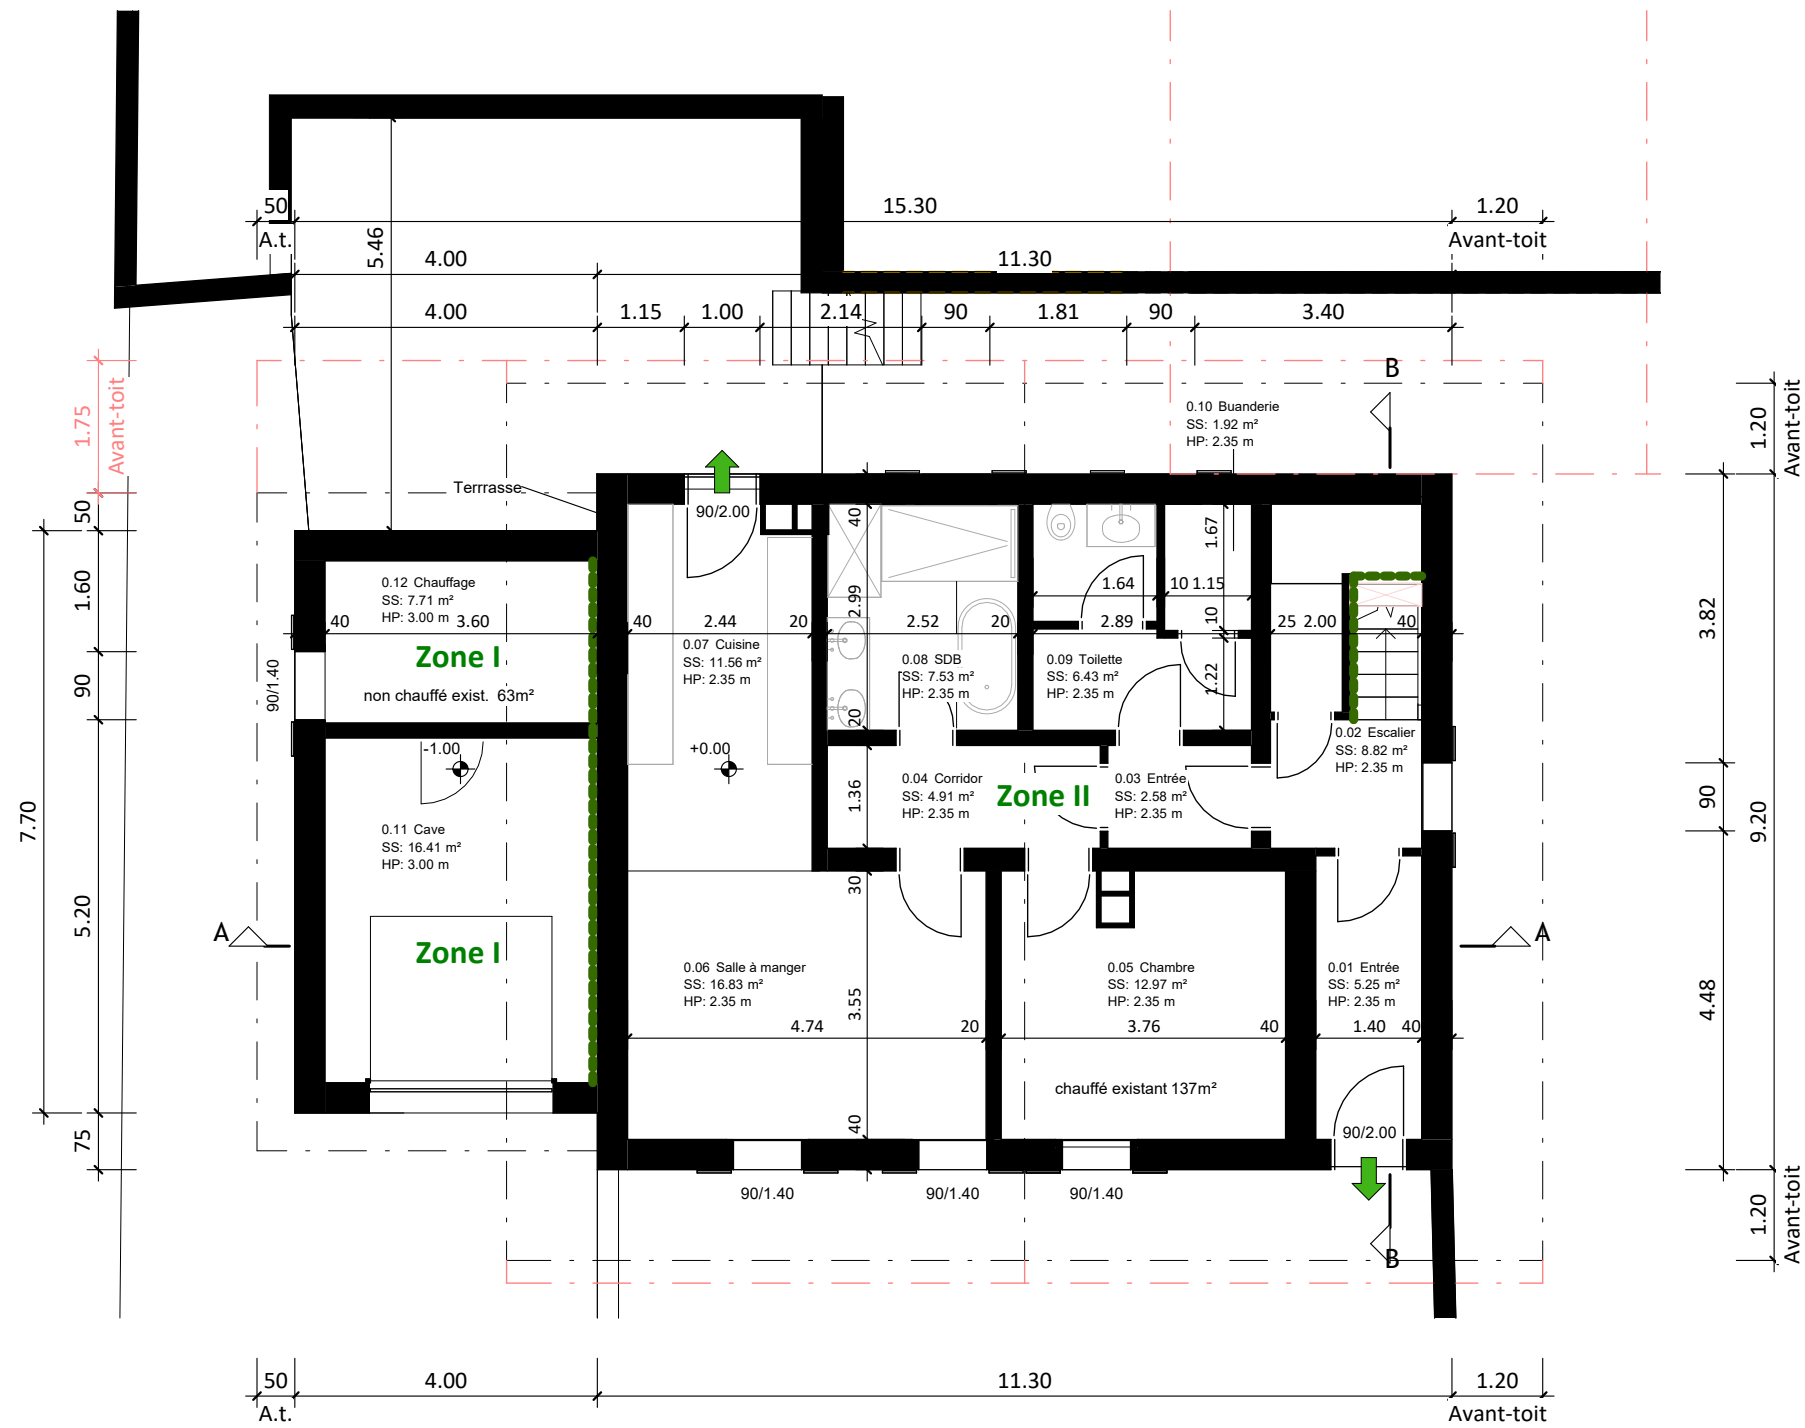 50
15.30
1.20
A.t.
Avant-toit
5.46
4.00
11.30
4.00
1.15
1.00
2.14
90
1.81
90
3.40
B
1.75
Avant-toit
1.20
Avant-toit
0.10 Buanderie
SS: 1.92 m²
HP: 2.35 m
Terrrasse
90/2.00
40
50
1.67
0.12 Chauffage
SS: 7.71 m²
HP: 3.00 m
1.60
2.99
1.64
10
1.15
10
40
3.60
40
2.44
20
2.52
20
2.89
25
2.00
40
3.82
0.07 Cuisine
SS: 11.56 m²
HP: 2.35 m
Zone I
0.08 SDB
SS: 7.53 m²
HP: 2.35 m
0.09 Toilette
SS: 6.43 m²
HP: 2.35 m
1.22
90
90/1.40
non chauffé exist. 63m²
20
-1.00
+0.00
0.02 Escalier
SS: 8.82 m²
HP: 2.35 m
0.04 Corridor
SS: 4.91 m²
HP: 2.35 m
Zone II
0.03 Entrée
SS: 2.58 m²
HP: 2.35 m
1.36
90
9.20
7.70
0.11 Cave
SS: 16.41 m²
HP: 3.00 m
30
5.20
A
Zone I
A
0.06 Salle à manger
SS: 16.83 m²
HP: 2.35 m
3.55
0.05 Chambre
SS: 12.97 m²
HP: 2.35 m
0.01 Entrée
SS: 5.25 m²
HP: 2.35 m
4.48
4.74
20
3.76
40
1.40
40
chauffé existant 137m²
40
75
90/2.00
90/1.40
90/1.40
90/1.40
1.20
Avant-toit
B
50
4.00
11.30
1.20
A.t.
Avant-toit